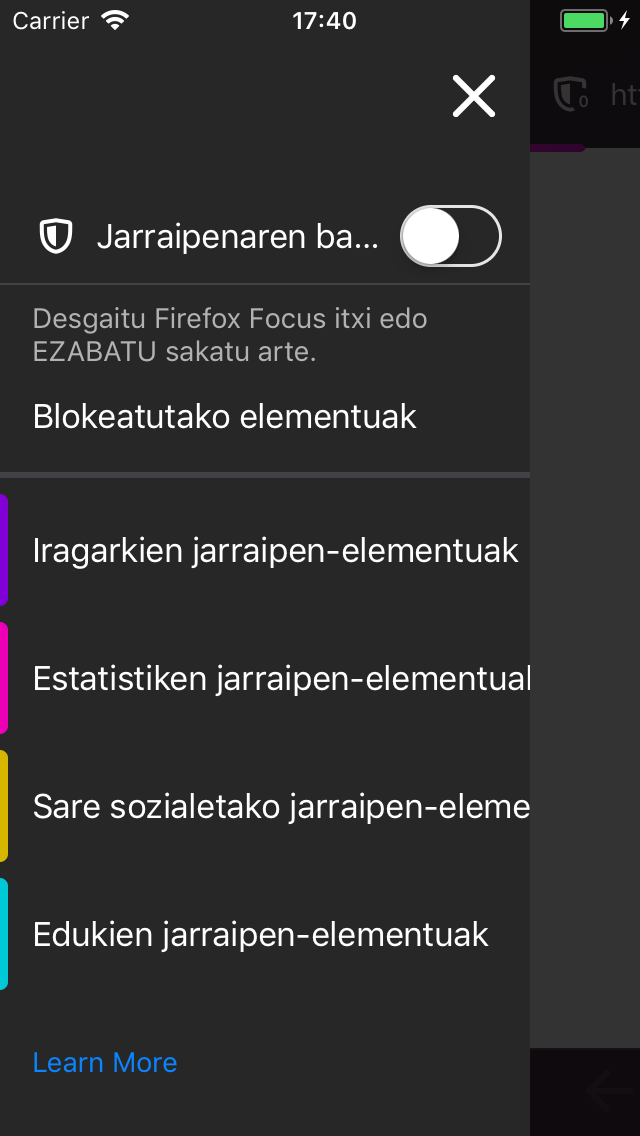 Carrier 17:40
0 ht
Jarraipenaren ba...
Desgaitu Firefox Focus itxi edo
EZABATU sakatu arte.
Blokeatutako elementuak
Iragarkien jarraipen-elementuak
Estatistiken jarraipen-elementual
Sare sozialetako jarraipen-eleme
Edukien jarraipen-elementuak
Learn More